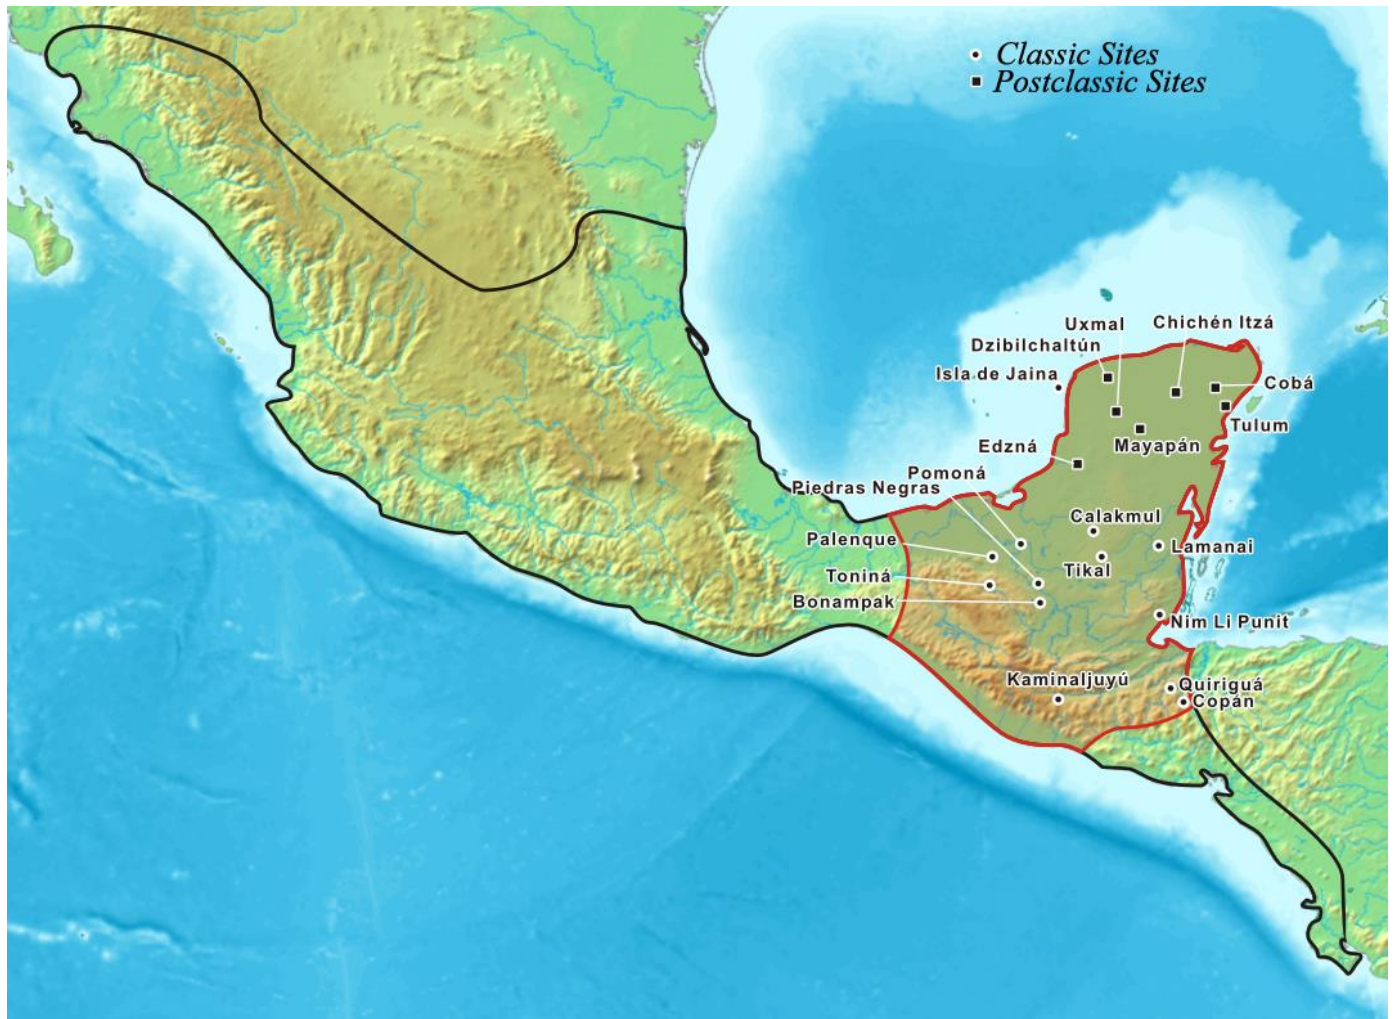 Classic Sites
Postclassic Sites
Uxmal
Chichén Itzá
Dzibilchaltún
Isla de Jaina
Cobá
Tulum
Mayapán
Edzná
Pomoná
Piedras Negras
Calakmul
Palenque
Lamanai
Tikal
Toniná
Bonampak
Nim Li Punit
Kaminaljuyú
Quiriguá
Copán